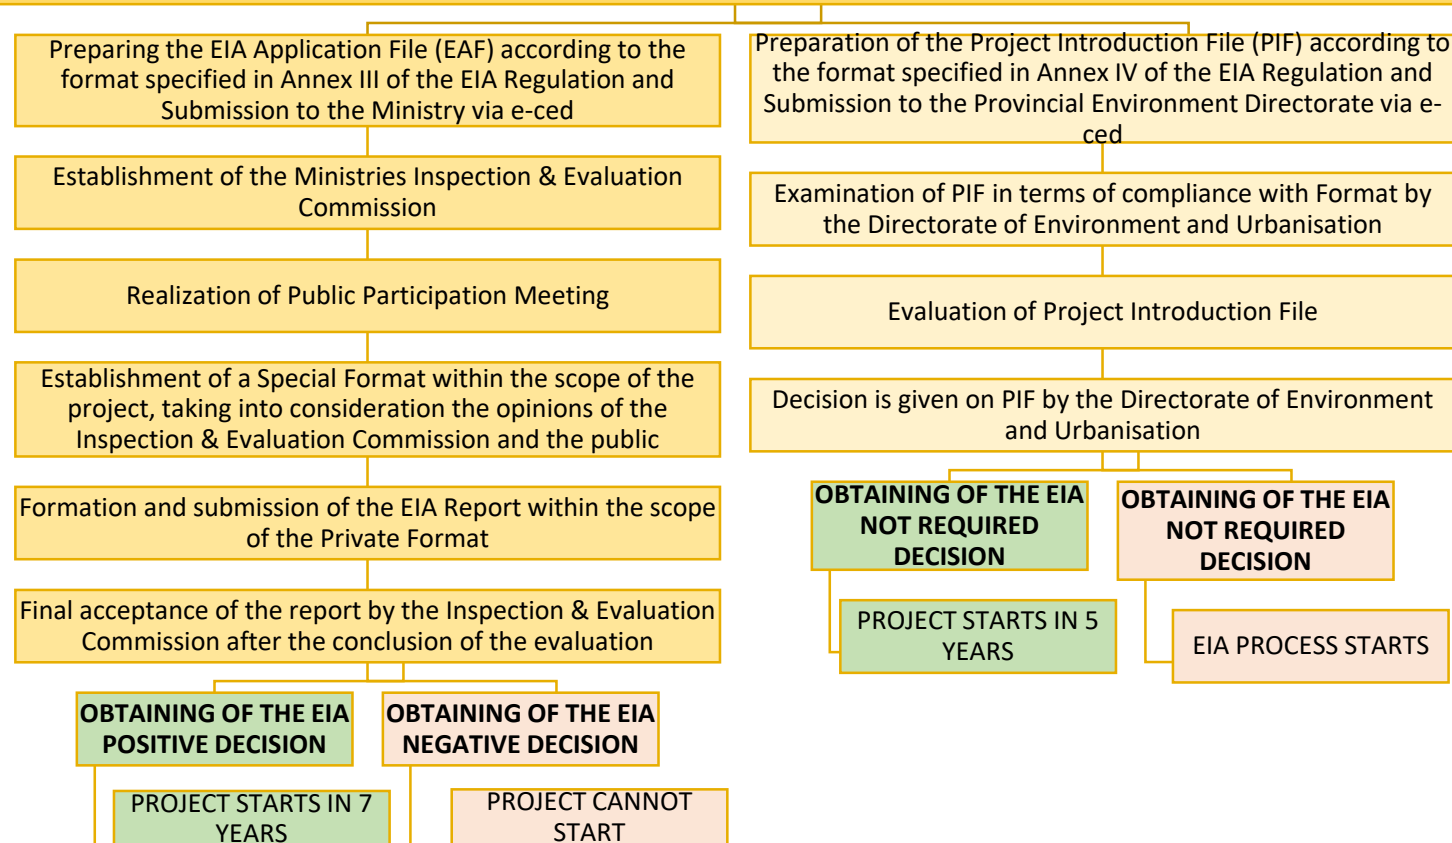 Preparing the EIA Application File (EAF) according to the
format specified in Annex III of the EIA Regulation and
Submission to the Ministry via e-ced
Establishment of the Ministries Inspection & Evaluation
Commission
Realization of Public Participation Meeting
Establishment of a Special Format within the scope of the
project, taking into consideration the opinions of the
Inspection & Evaluation Commission and the public
Formation and submission of the EIA Report within the scope
of the Private Format
Final acceptance of the report by the Inspection & Evaluation
Commission after the conclusion of the evaluation
OBTAINING OF THE EIA
POSITIVE DECISION
PROJECT STARTS IN 7
YEARS
OBTAINING OF THE EIA
NEGATIVE DECISION
PROJECT CANNOT
START
Preparation of the Project Introduction File (PIF) according to
the format specified in Annex IV of the EIA Regulation and
Submission to the Provincial Environment Directorate via e-
ced
Examination of PIF in terms of compliance with Format by
the Directorate of Environment and Urbanisation
Evaluation of Project Introduction File
Decision is given on PIF by the Directorate of Environment
and Urbanisation
OBTAINING OF THE EIA
NOT REQUIRED
DECISION
PROJECT STARTS IN 5
YEARS
OBTAINING OF THE EIA
NOT REQUIRED
DECISION
EIA PROCESS STARTS